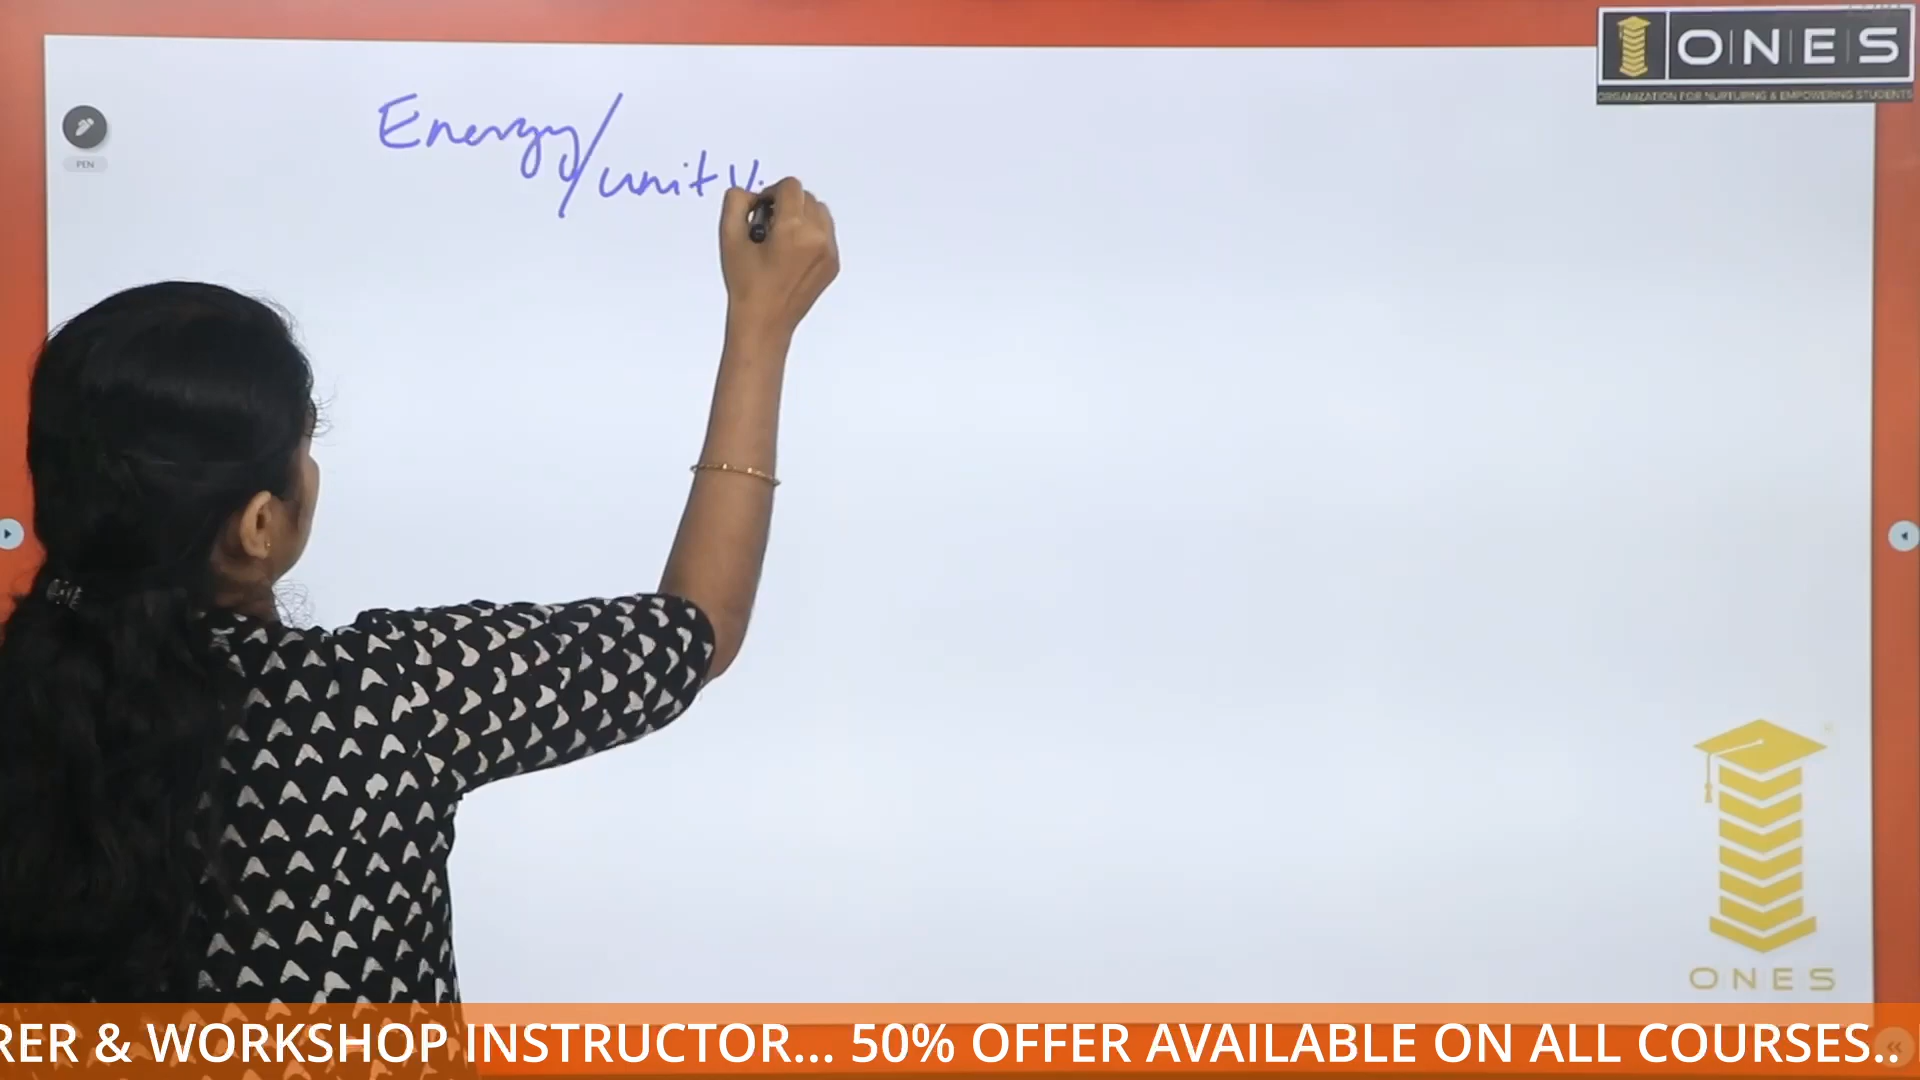 ONES
ORGANIZATION FOR NURTURING & EMPOWERING STUDENTS
Energy/
unit
PEN
ONES
RER & WORKSHOP INSTRUCTOR... 50% OFFER AVAILABLE ON ALL COURSES..